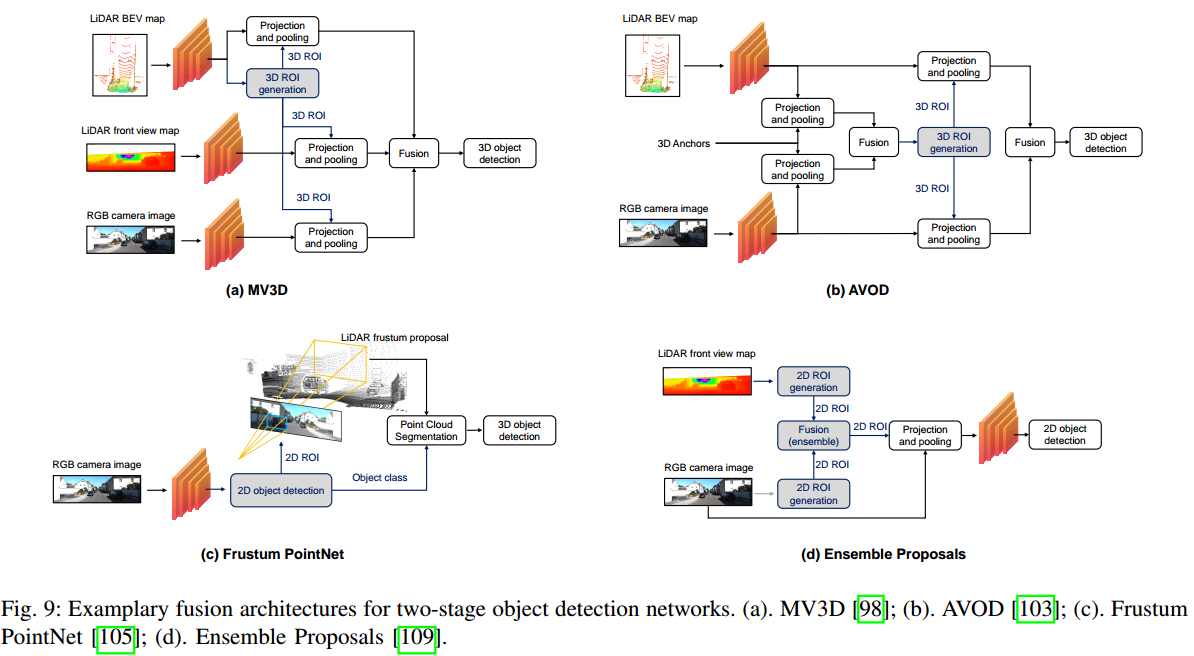 LiDAR BEV map
Projection
and pooling
3D ROI
3D ROI
generation
3D ROI
LiDAR front view map
Projection
and pooling
Fusion
3D object
detection
3D ROI
RGB camera image
Projection
and pooling
(a) MV3D
LiDAR BEV map
Projection
and pooling
3D ROI
Projection
and pooling
3D Anchors
Fusion
3D ROI
generation
Fusion
3D object
detection
Projection
and pooling
3D ROI
RGB camera image
Projection
and pooling
(b) AVOD
LiDAR frustum proposal
Point Cloud
Segmentation
3D object
detection
RGB camera image
2D ROI
Object class
2D object detection
(c) Frustum PointNet
LiDAR front view map
2D ROI
generation
2D ROI
Fusion
(ensemble)
2D ROI
Projection
and pooling
2D object
detection
2D ROI
RGB camera image
2D ROI
generation
(d) Ensemble Proposals
Fig. 9: Examplary fusion architectures for two-stage object detection networks. (a). MV3D [98]; (b). AVOD [103]; (c). Frustum
PointNet [105]; (d). Ensemble Proposals [109].